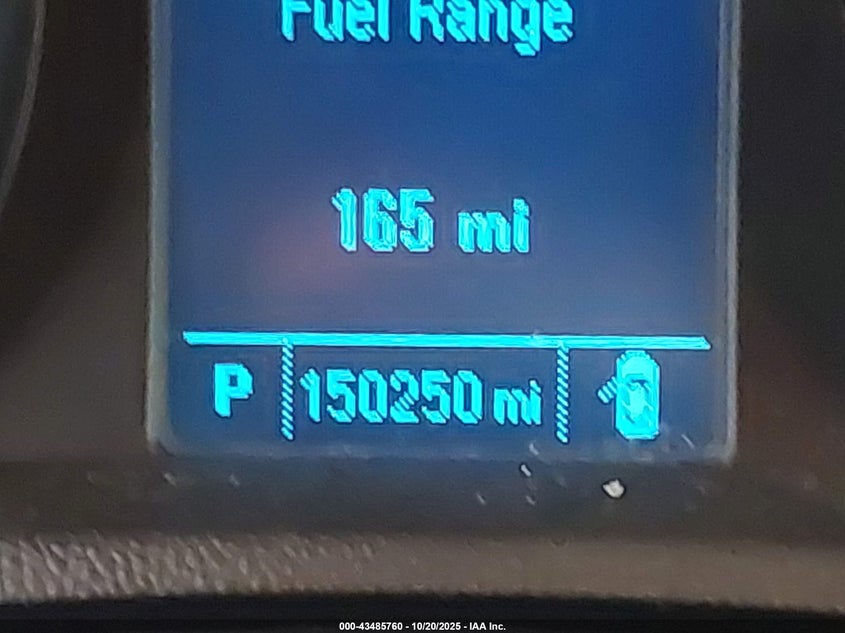 Fuel Range
165 mi
P 150250 mi
000-43485760 - 10/20/2025 - IAA Inc.